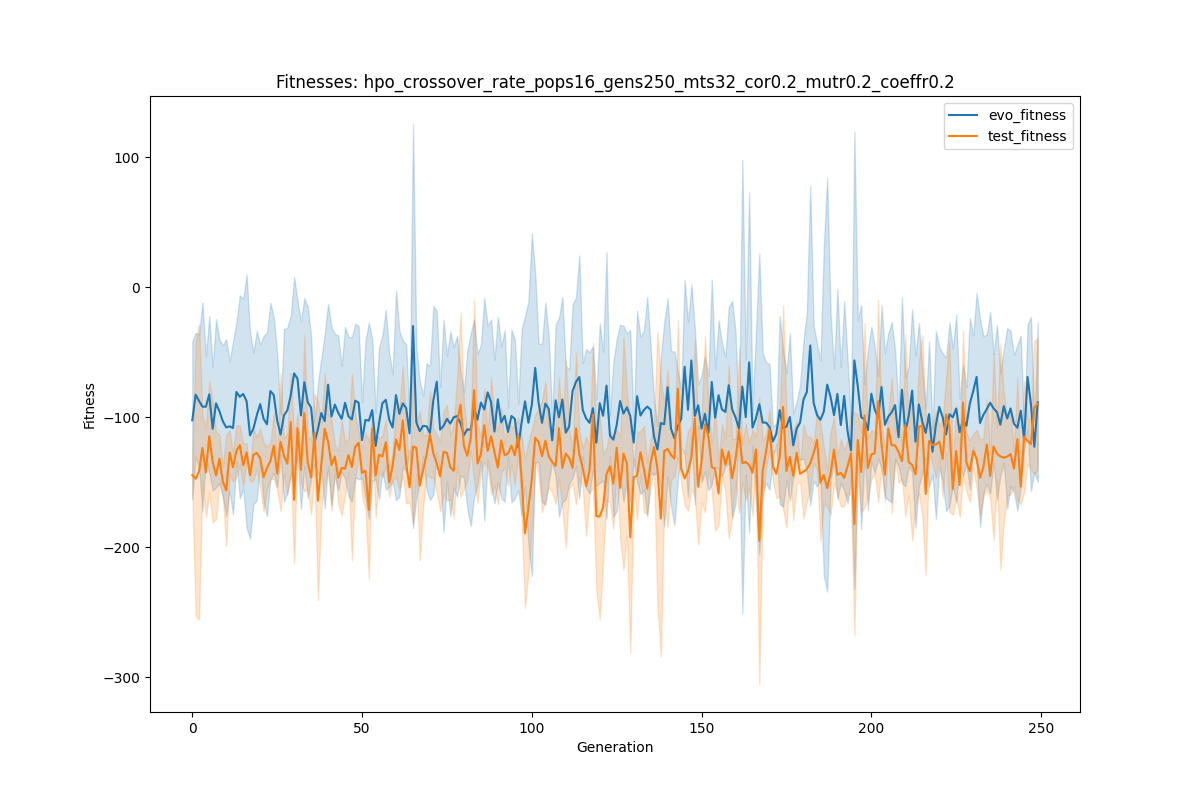 Fitnesses: hpo_crossover_rate_pops16_gens250_mts32_cor0.2_mutr0.2_coeffr0.2
evo_fitness
test_fitness
100
0
−100
−200
−300
Fitness
0 50 100 150 200 250
Generation